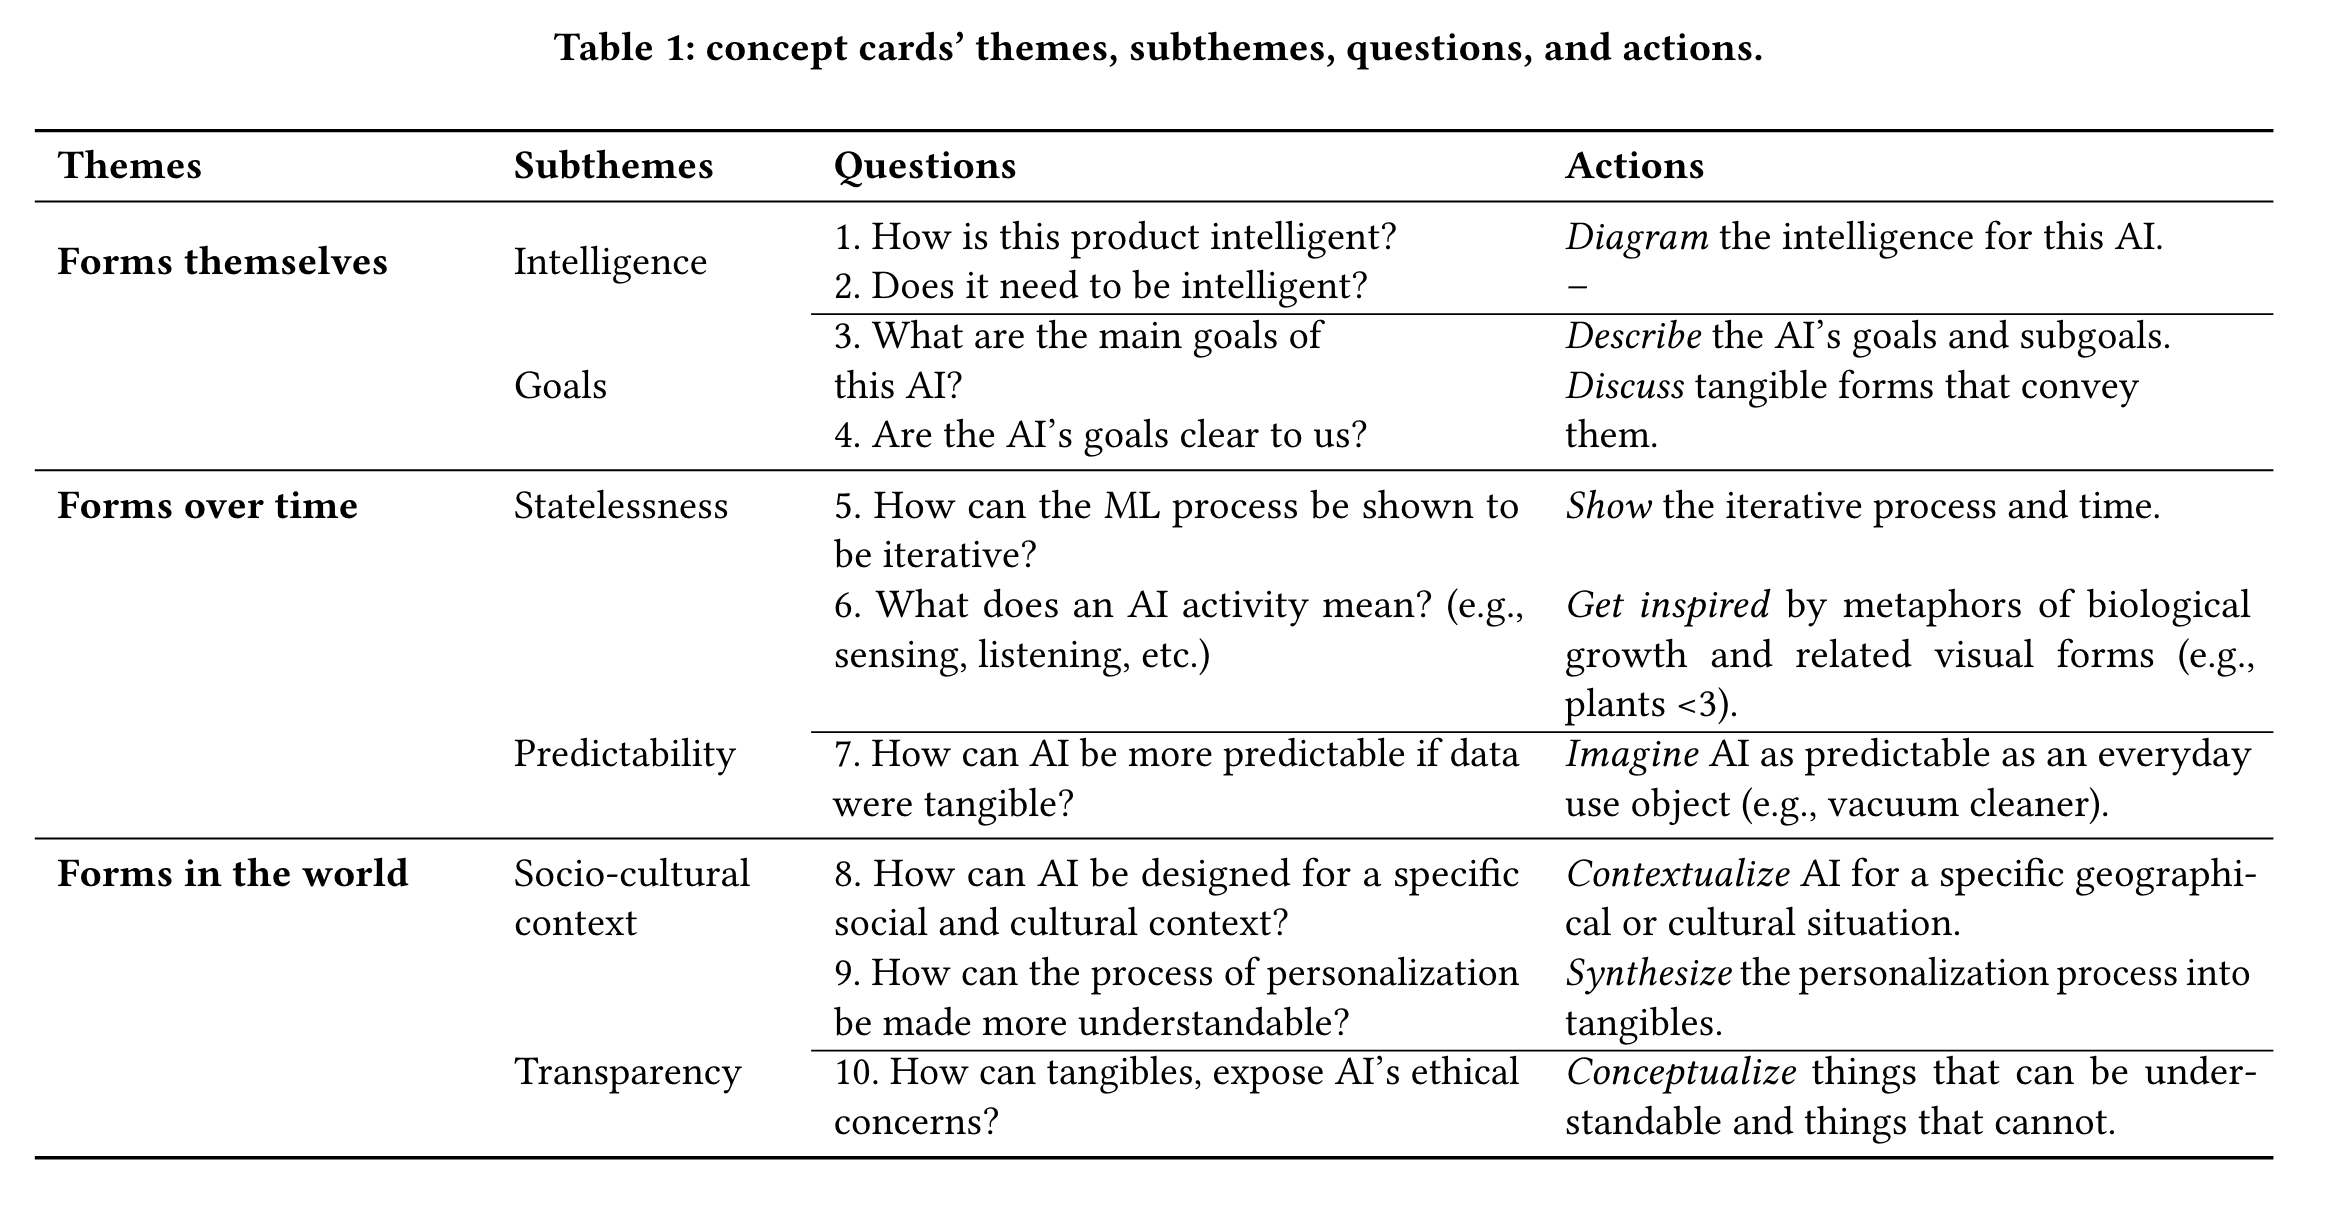 Table 1: concept cards’ themes, subthemes, questions, and actions.
Themes Subthemes Questions Actions
Forms themselves Intelligence
1. How is this product intelligent? Diagram the intelligence for this AI.
2. Does it need to be intelligent? –
Goals
3. What are the main goals of Describe the AI’s goals and subgoals.
this AI? Discuss tangible forms that convey
4. Are the AI’s goals clear to us? them.
Forms over time Statelessness 5. How can the ML process be shown to Show the iterative process and time.
be iterative?
6. What does an AI activity mean? (e.g., Get inspired by metaphors of biological
sensing, listening, etc.) growth and related visual forms (e.g.,
plants <3).
Predictability 7. How can AI be more predictable if data Imagine AI as predictable as an everyday
were tangible? use object (e.g., vacuum cleaner).
Forms in the world Socio-cultural 8. How can AI be designed for a specific Contextualize AI for a specific geographi-
context social and cultural context? cal or cultural situation.
9. How can the process of personalization Synthesize the personalization process into
be made more understandable? tangibles.
Transparency 10. How can tangibles, expose AI’s ethical Conceptualize things that can be under-
concerns? standable and things that cannot.